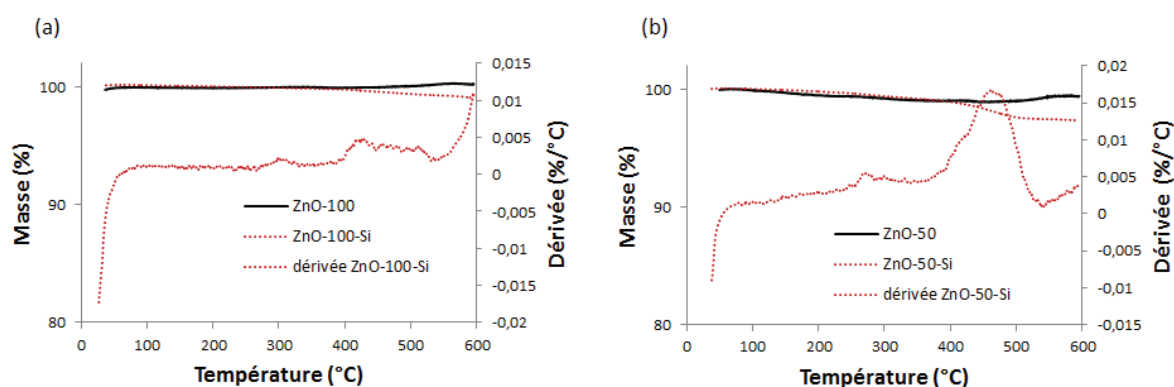 (a)
Masse (%)
100
90
80
0,015
0,01
0,005
0
-0,005
-0,01
-0,015
-0,02
Dérivée (%/°C)
ZnO-100
ZnO-100-Si
dérivée ZnO-100-Si
0 100 200 300 400 500 600
Température (°C)
(b)
Masse (%)
100
90
80
0,02
0,015
0,01
0,005
0
-0,005
-0,01
-0,015
Dérivée (%/°C)
ZnO-50
ZnO-50-Si
dérivée ZnO-50-Si
0 100 200 300 400 500 600
Température (°C)